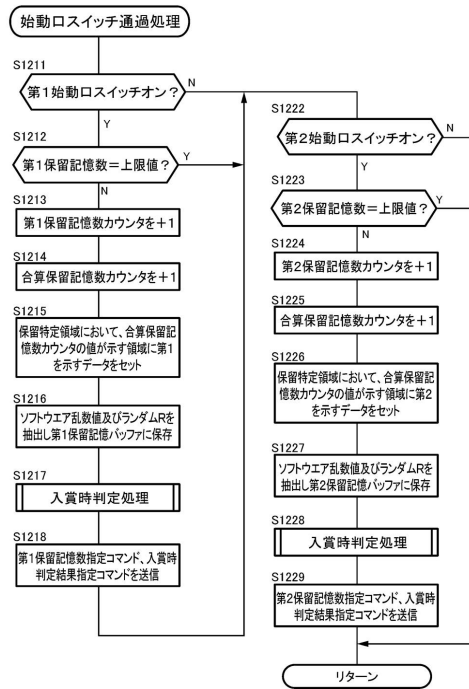 始動口スイッチ通過処理
S1211
第1始動口スイッチオン？
N
Y
S1212
第1保留記憶数＝上限値？
Y
N
S1213
第1保留記憶数カウンタを＋1
S1214
合算保留記憶数カウンタを＋1
S1215
保留特定領域において、合算保留記
憶数カウンタの値が示す領域に第1
を示すデータをセット
S1216
ソフトウエア乱数値及びランダムRを
抽出し第1保留記憶バッファに保存
S1217
入賞時判定処理
S1218
第1保留記憶数指定コマンド、入賞時
判定結果指定コマンドを送信
S1222
第2始動口スイッチオン？
N
Y
S1223
第2保留記憶数＝上限値？
Y
N
S1224
第2保留記憶数カウンタを＋1
S1225
合算保留記憶数カウンタを＋1
S1226
保留特定領域において、合算保留記
憶数カウンタの値が示す領域に第2
を示すデータをセット
S1227
ソフトウエア乱数値及びランダムRを
抽出し第2保留記憶バッファに保存
S1228
入賞時判定処理
S1229
第2保留記憶数指定コマンド、入賞時
判定結果指定コマンドを送信
リターン